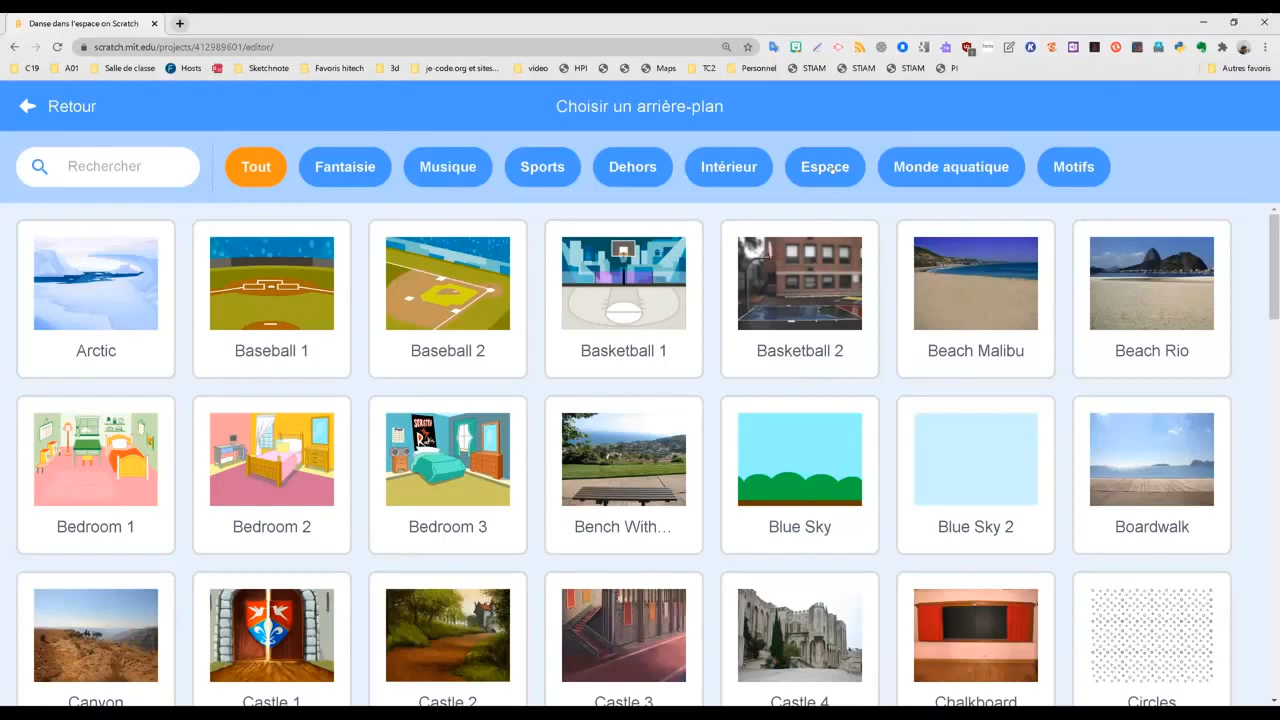 Danse dans l'espace on Scratch
scratch.mit.edu/projects/412989601/editor/
C19 A01 Salle de classe Hosts Sketchnote Favoris hitech 3d je-code.org et sites... video HPI Maps TC2 Personnel STIAM STIAM STIAM PI Autres favoris
Retour
Choisir un arrière-plan
Rechercher
Tout Fantaisie Musique Sports Dehors Intérieur Espace Monde aquatique Motifs
Arctic Baseball 1 Baseball 2 Basketball 1 Basketball 2 Beach Malibu Beach Rio
Bedroom 1 Bedroom 2 Bedroom 3 Bench With... Blue Sky Blue Sky 2 Boardwalk
Canyon Castle 1 Castle 2 Castle 3 Castle 4 Chalkboard Circles